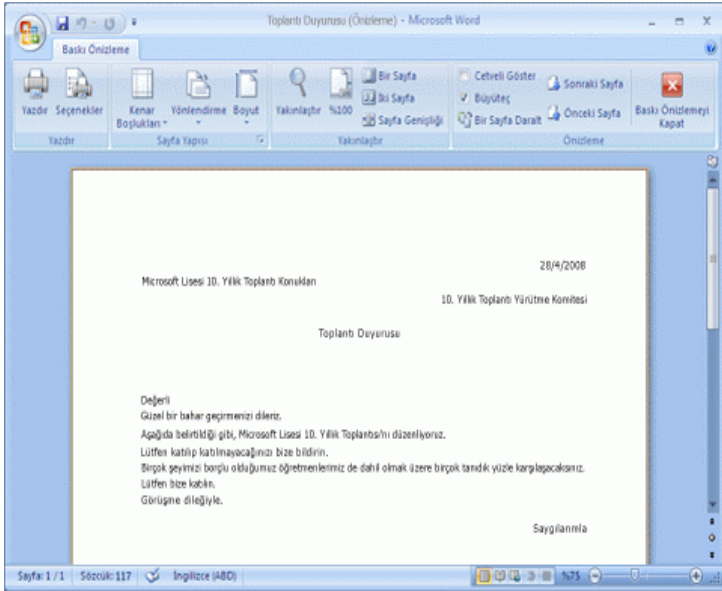 Toplantı Duyurusu (Önizleme) - Microsoft Word
Baskı Önizleme
Yazdır
Seçenekler
Kenar Boşlukları
Yönlendirme
Boyut
Yakınlaştır
%100
Bir Sayfa
İki Sayfa
Sayfa Genişliği
Cetveli Göster
Büyüteç
Bir Sayfa Daralt
Sonraki Sayfa
Önceki Sayfa
Baskı Önizlemeyi Kapat
Yazdır
Sayfa Yapısı
Yakınlaştır
Önizleme
28/4/2008
Microsoft Lisesi 10. Yıllık Toplantı Konukları
10. Yıllık Toplantı Yürütme Komitesi
Toplantı Duyurusu
Değerli
Güzel bir bahar geçirmenizi dileriz.
Aşağıda belirtildiği gibi, Microsoft Lisesi 10. Yıllık Toplantısı'nı düzenliyoruz.
Lütfen katılıp katılmayacağınızı bize bildirin.
Birçok şeyimizi borçlu olduğumuz öğretmenlerimiz de dahil olmak üzere birçok tanıdık yüzle karşılaşacaksınız.
Lütfen bize katılın.
Görüşme dileğiyle.
Saygılarımla
Sayfa: 1 / 1
Sözcük: 117
İngilizce (ABD)
%75